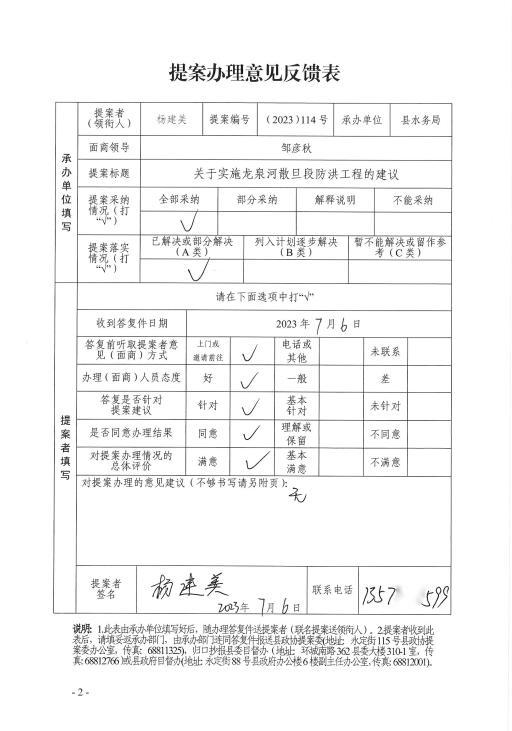 提案办理意见反馈表
承办单位填写
提案者（领衔人） 杨建美 提案编号 （2023）114号 承办单位 县水务局
面商领导 邹彦秋
提案标题 关于实施龙泉河散旦段防洪工程的建议
提案采纳情况（打“√”） 全部采纳 部分采纳 解释说明 不能采纳
√
提案落实情况（打“√”） 已解决或部分解决（A类） 列入计划逐步解决（B类） 暂不能解决或留作参考（C类）
√
提案者填写
请在下面选项中打“√”
收到答复件日期 2023年7月6日
答复前听取提案者意见（面商）方式 上门或邀请前往 √ 电话或其他 未联系
办理（面商）人员态度 好 √ 一般 差
答复是否针对提案建议 针对 √ 基本针对 未针对
是否同意办理结果 同意 √ 理解或保留 不同意
对提案办理情况的总体评价 满意 √ 基本满意 不满意
对提案办理的意见建议（不够书写请另附页）：
无
提案者签名 杨建美 联系电话 1357 599
2023年7月6日
说明：1.此表由承办单位填写好后，随办理答复件送提案者（联名提案送领衔人）。2.提案者收到此
表后，请填妥返承办部门，由承办部门连同答复件报送县政协提案委（地址：永定街115号县政协提
案委办公室，传真：68811325），归口抄报县委目督办（地址：环城南路362县委大楼310-1室，传
真：68812766）或县政府目督办（地址：永定街88号县政府办公楼6楼副主任办公室，传真：68812001）。
- 2 -